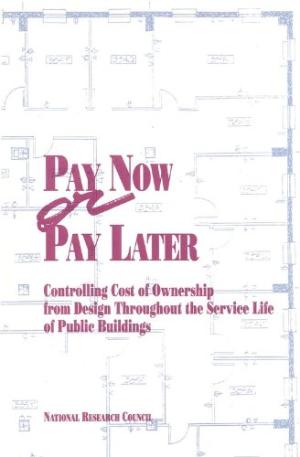 PAY NOW
or
PAY LATER
Controlling Cost of Ownership
from Design Throughout the Service Life
of Public Buildings
NATIONAL RESEARCH COUNCIL